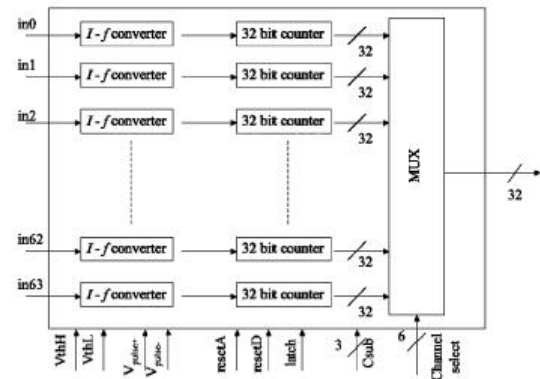 in0 I - f converter 32 bit counter 32
in1 I - f converter 32 bit counter 32
in2 I - f converter 32 bit counter 32
MUX
32
in62 I - f converter 32 bit counter 32
in63 I - f converter 32 bit counter 32
VthH
VthL
Vpulse+
Vpulse-
resetA
resetD
latch
3
Csub
6
Channel
select